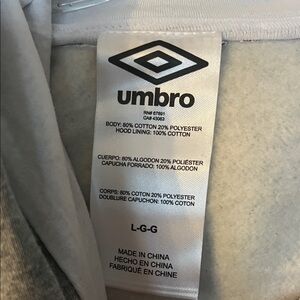 umbro
RN# 87691
CA# 43063
BODY: 80% COTTON 20% POLYESTER
HOOD LINING: 100% COTTON
CUERPO: 80% ALGODON 20% POLIÉSTER
CAPUCHA FORRADO: 100% ALGODON
CORPS: 80% COTON 20% POLYESTER
DOUBLURE CAPUCHON: 100% COTON
L-G-G
MADE IN CHINA
HECHO EN CHINA
FABRIQUÉ EN CHINE